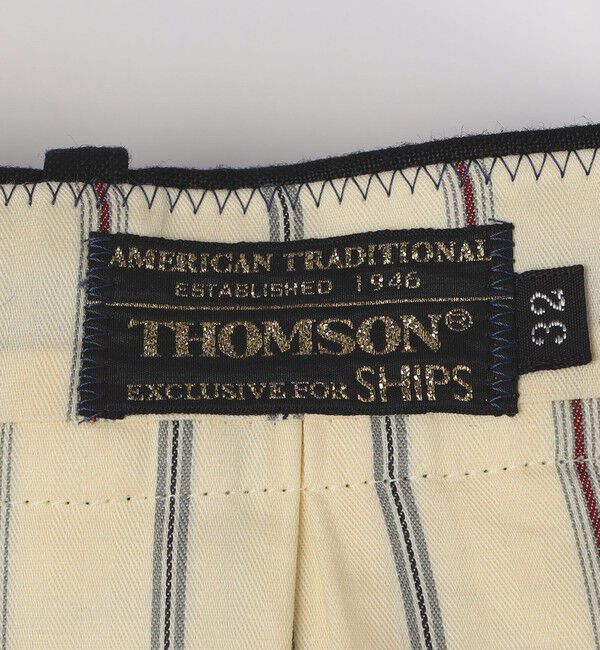 AMERICAN TRADITIONAL
ESTABLISHED 1946
THOMSON®
EXCLUSIVE FOR SHIPS
32